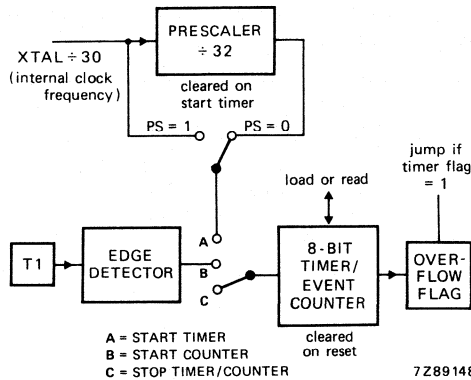 PRESCALER
÷ 32
XTAL ÷ 30
(internal clock
frequency)
cleared on
start timer
PS = 1
PS = 0
jump if
timer flag
= 1
load or read
T1
EDGE
DETECTOR
A
B
C
8-BIT
TIMER/
EVENT
COUNTER
OVER-
FLOW
FLAG
cleared
on reset
A = START TIMER
B = START COUNTER
C = STOP TIMER/COUNTER
7Z89148